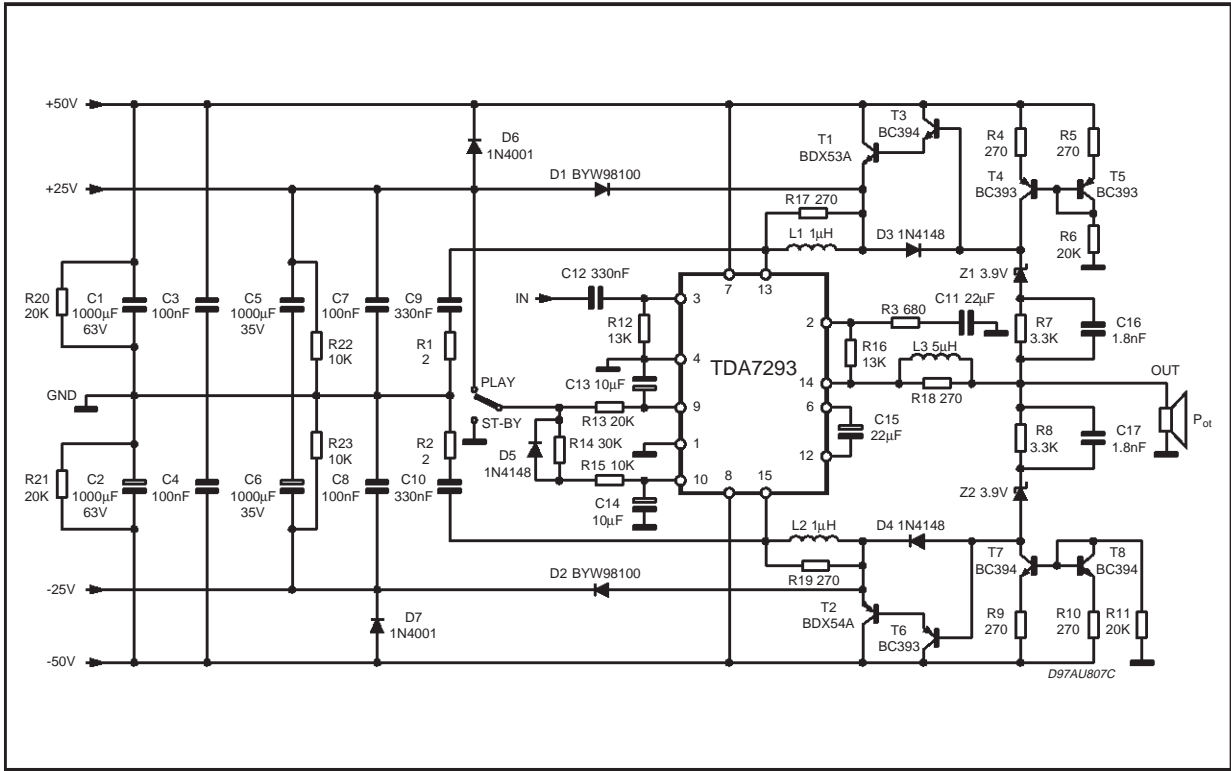 +50V
D6
1N4001
T3
BC394
T1
BDX53A
R4
270
R5
270
+25V
D1 BYW98100
T4
BC393
T5
BC393
R17 270
L1 1µH
D3 1N4148
R6
20K
Z1 3.9V
C12 330nF
IN
R20
20K
C1
1000µF
63V
C3
100nF
C5
1000µF
35V
C7
100nF
C9
330nF
3
7
13
2
R3 680
C11 22µF
R12
13K
R22
10K
R1
2
R16
13K
L3 5µH
R7
3.3K
C16
1.8nF
TDA7293
4
C13 10µF
14
R18 270
OUT
GND
PLAY
ST-BY
9
R13 20K
6
C15
22µF
12
Pot
R14 30K
D5
1N4148
1
R15 10K
10
8
15
R23
10K
R2
2
R8
3.3K
C17
1.8nF
R21
20K
C2
1000µF
63V
C4
100nF
C6
1000µF
35V
C8
100nF
C10
330nF
C14
10µF
Z2 3.9V
L2 1µH
D4 1N4148
R19 270
T7
BC394
T8
BC394
-25V
D2 BYW98100
D7
1N4001
T2
BDX54A
T6
BC393
R9
270
R10
270
R11
20K
-50V
D97AU807C